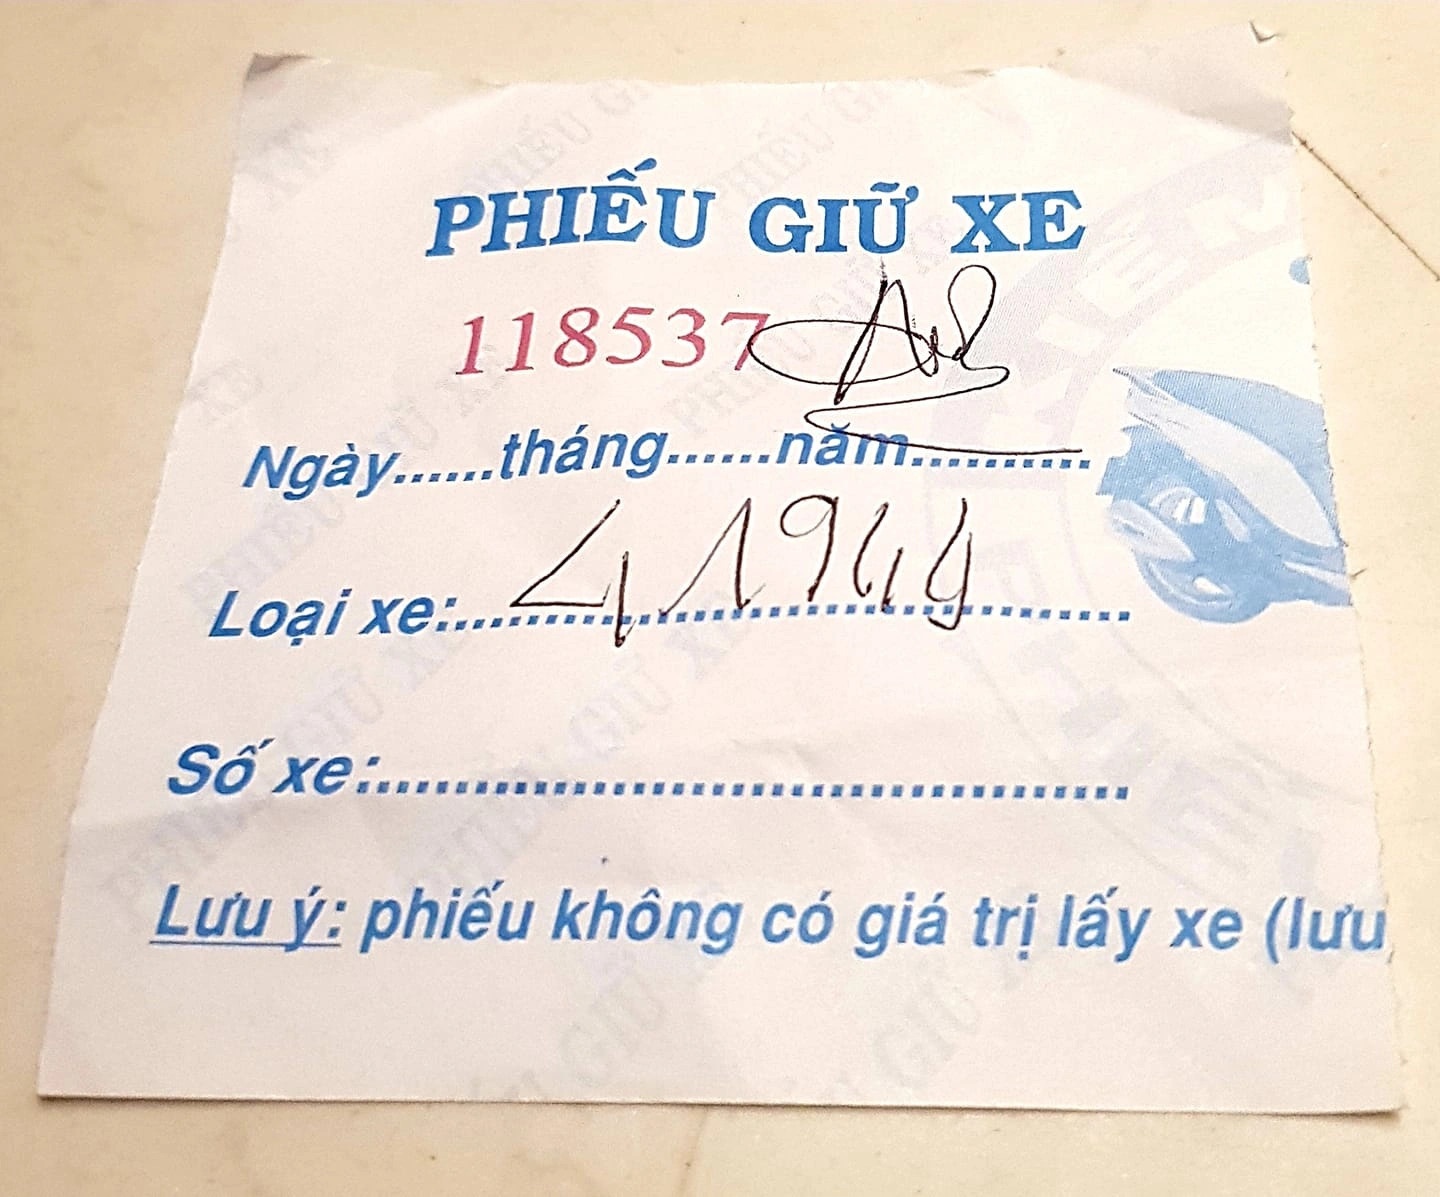 PHIẾU GIỮ XE
118537
Ngày......tháng......năm..........
Loại xe:..... 41944
Số xe:........................................
Lưu ý: phiếu không có giá trị lấy xe (lưu